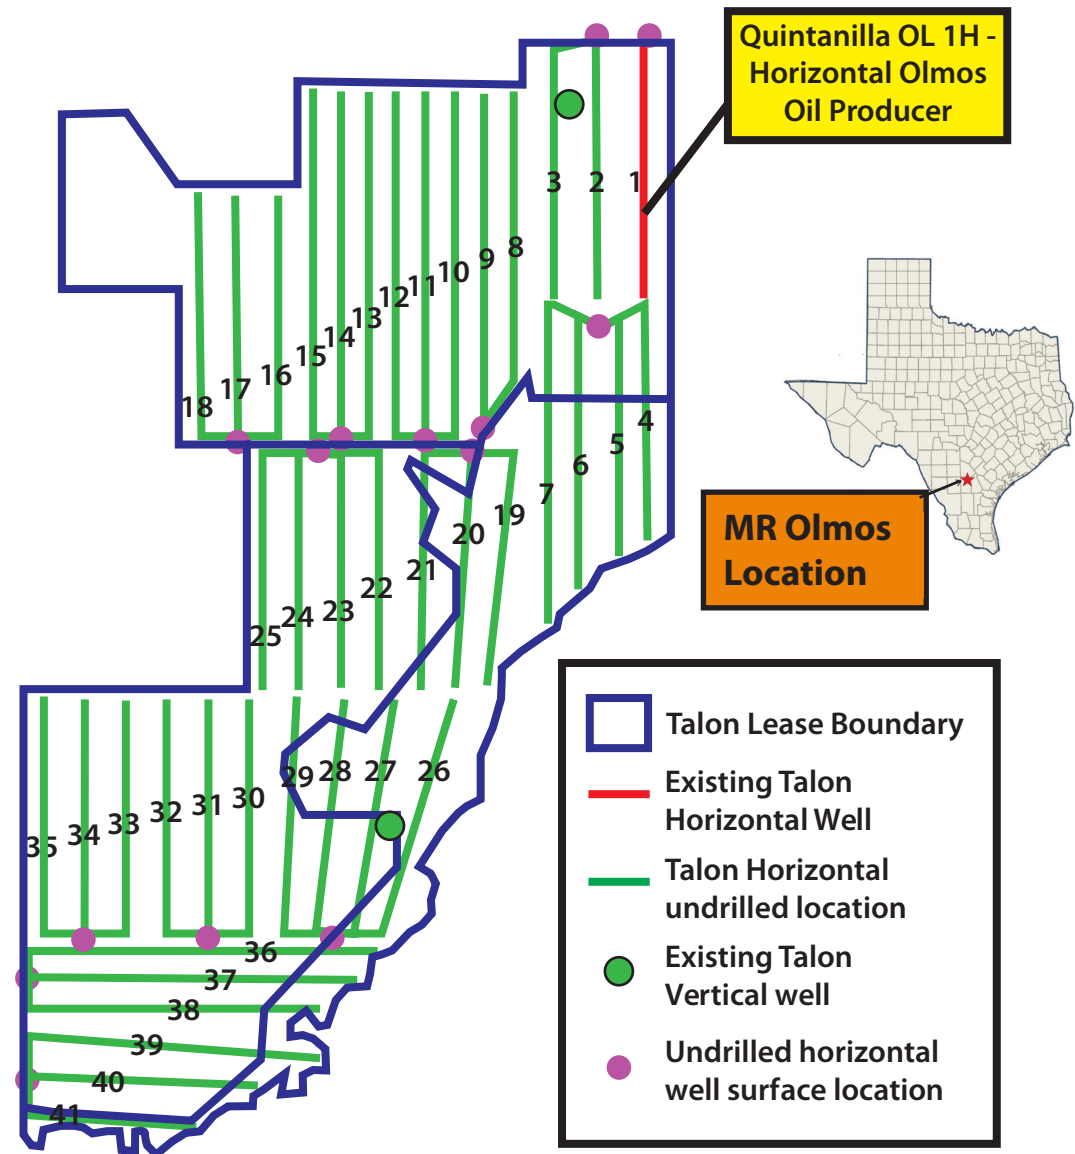 Quintanilla OL 1H -
Horizontal Olmos
Oil Producer
3
2
1
8
9
10
11
12
13
14
15
16
17
18
4
5
6
7
19
20
21
22
23
24
25
MR Olmos
Location
26
27
28
29
30
31
32
33
34
35
36
37
38
39
40
41
Talon Lease Boundary
Existing Talon
Horizontal Well
Talon Horizontal
undrilled location
Existing Talon
Vertical well
Undrilled horizontal
well surface location